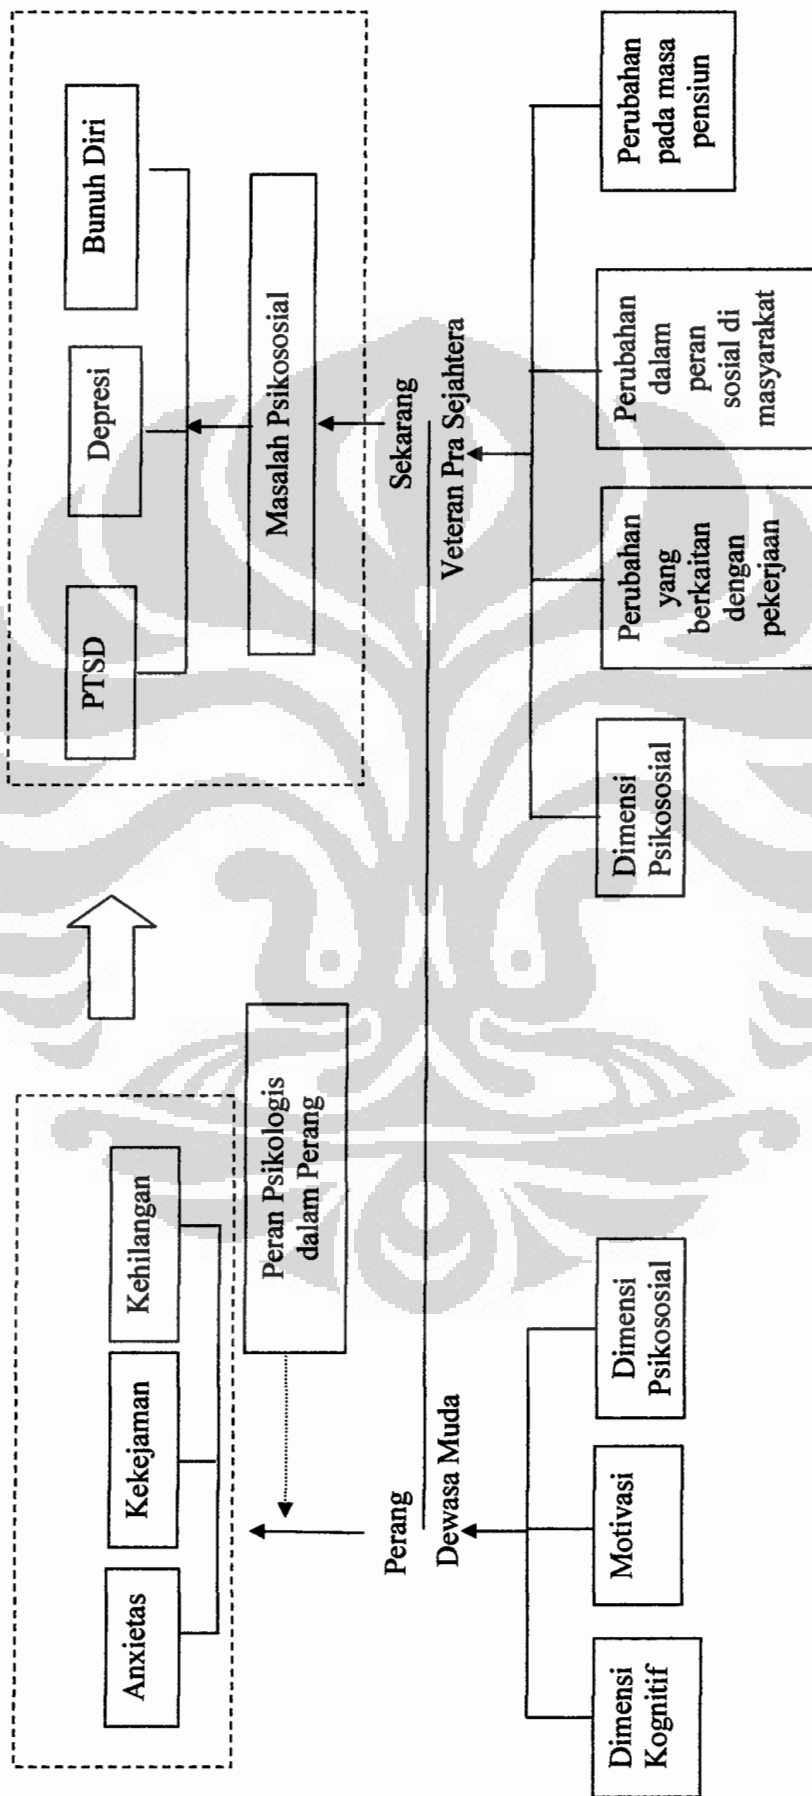 Anxietas
Kekejaman
Kehilangan
PTSD
Depresi
Bunuh Diri
Peran Psikologis
dalam Perang
Masalah Psikososial
Perang
Sekarang
Dewasa Muda
Veteran Pra Sejahtera
Dimensi
Kognitif
Motivasi
Dimensi
Psikososial
Dimensi
Psikososial
Perubahan
yang
berkaitan
dengan
pekerjaan
Perubahan
dalam
peran
sosial di
masyarakat
Perubahan
pada masa
pensiun